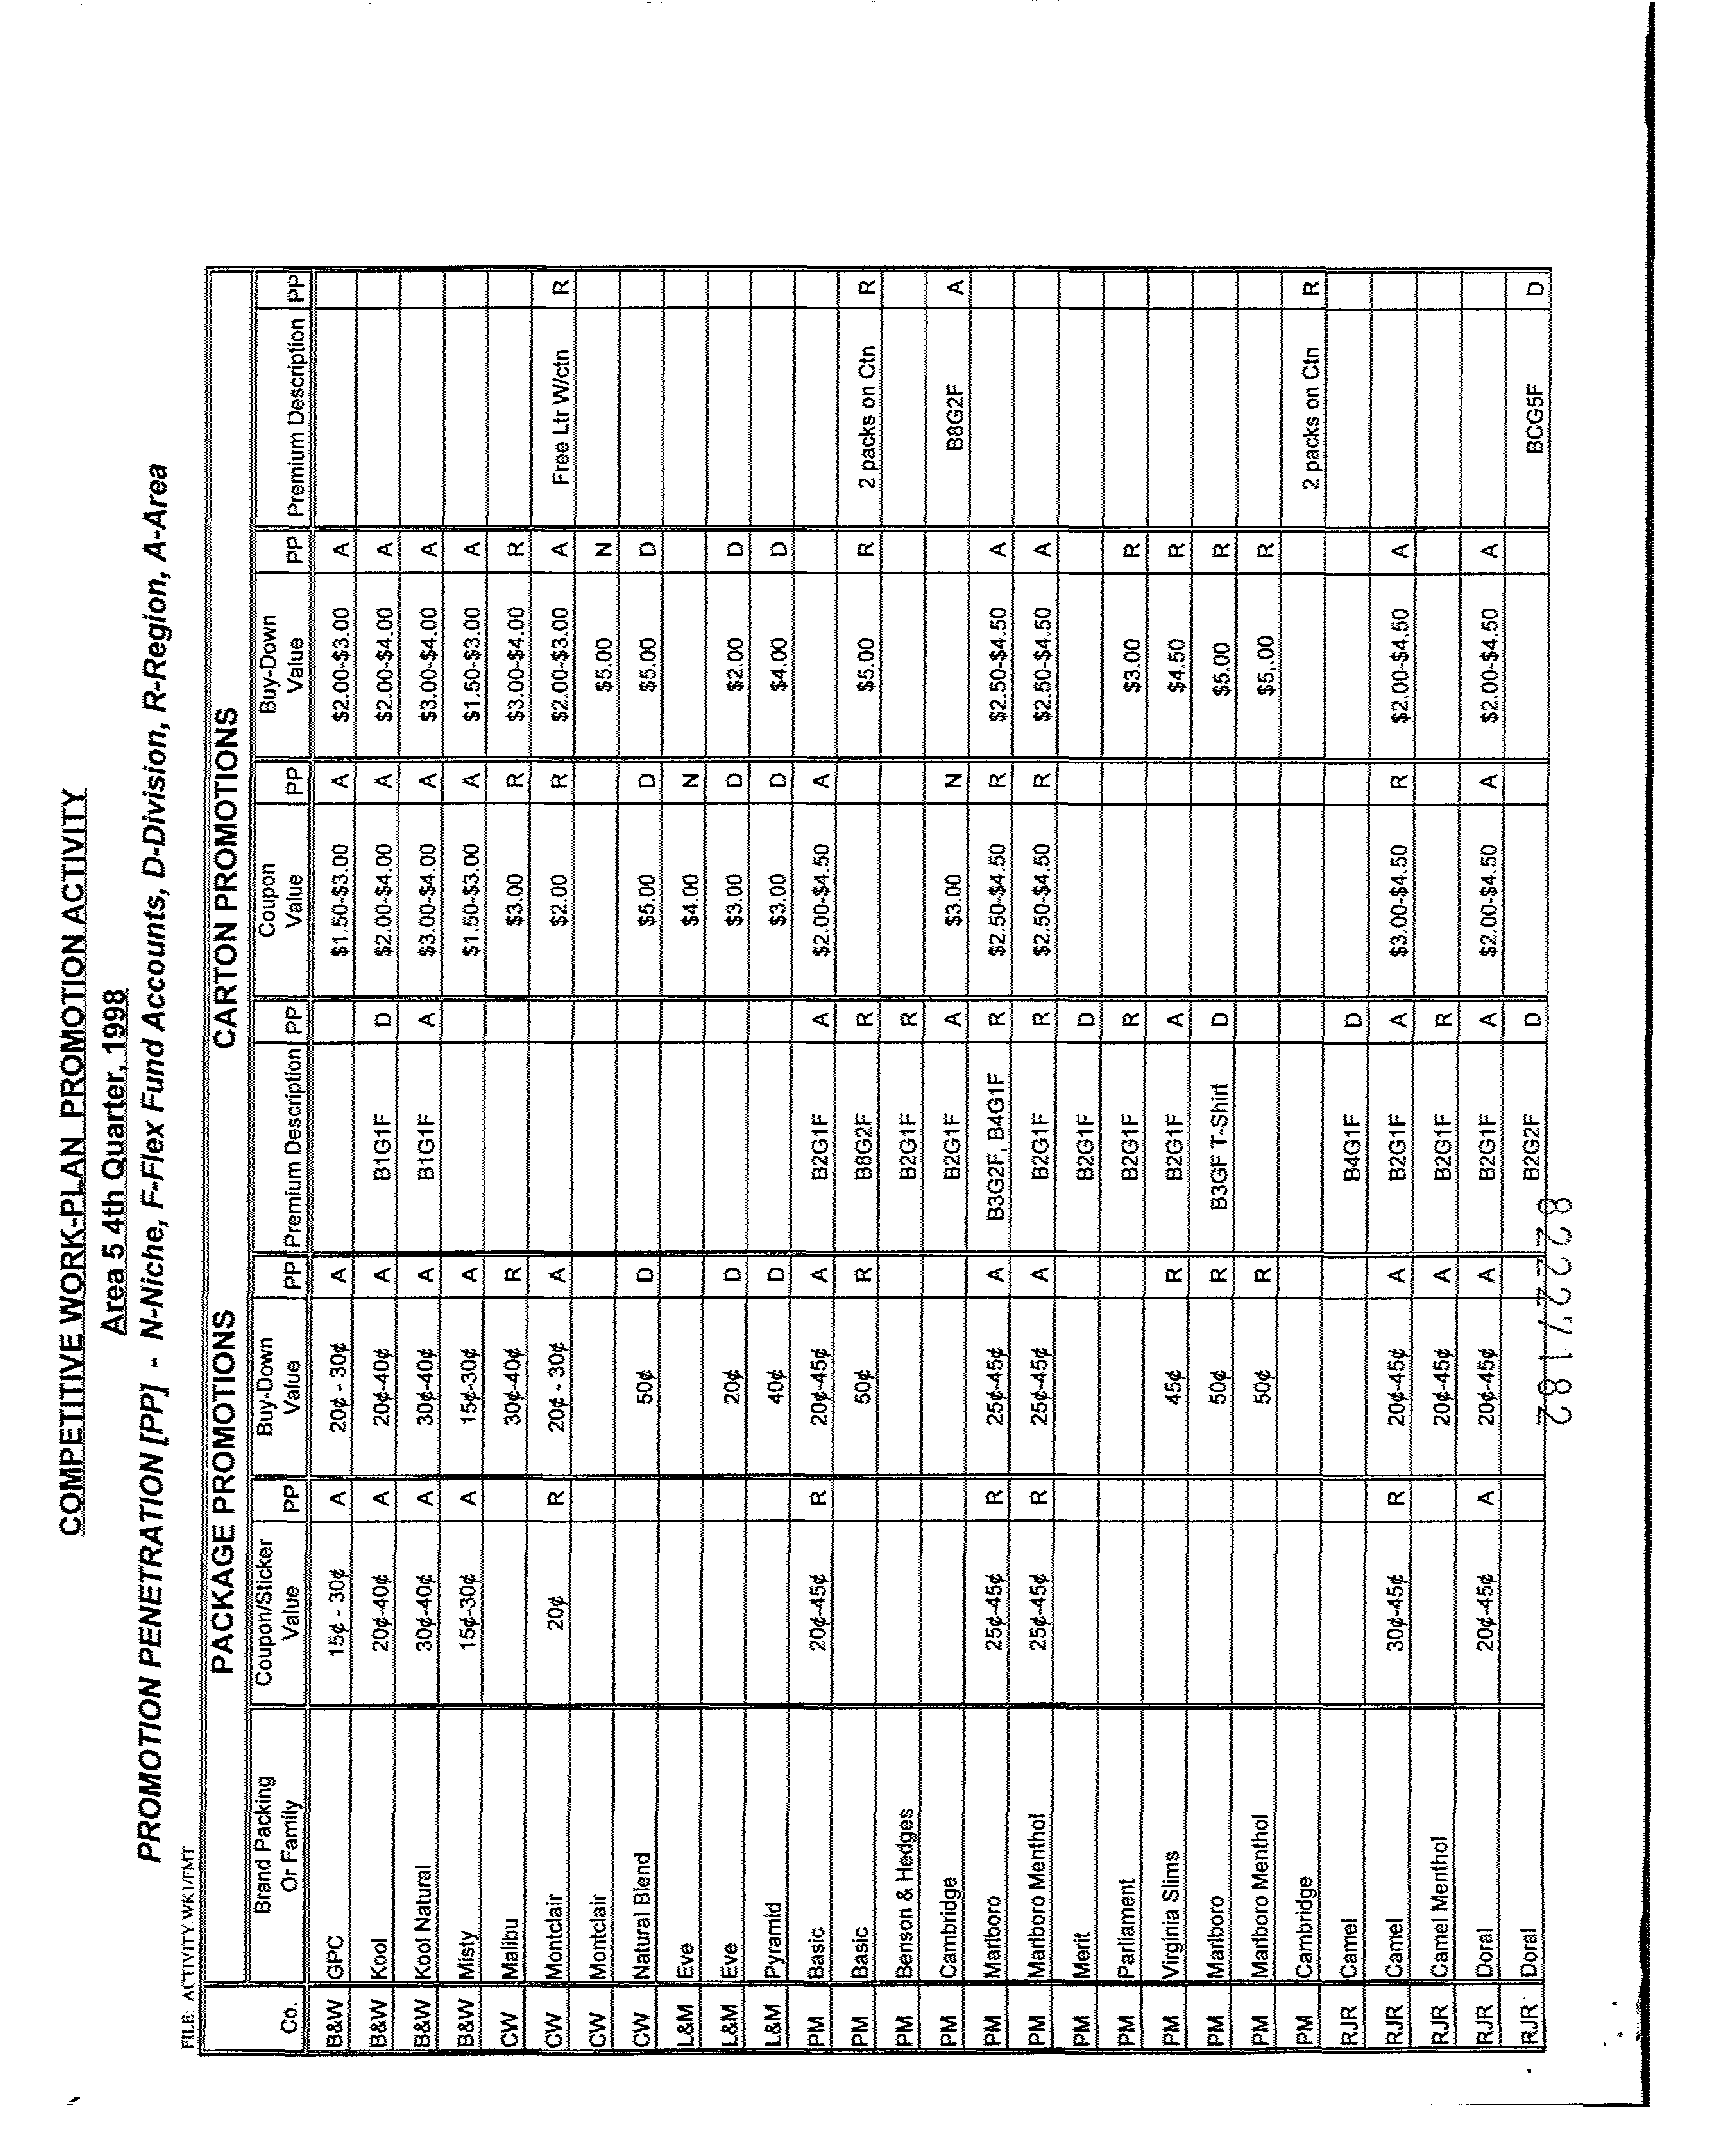 COMPETITIVE WORK-PLAN PROMOTION ACTIVITY
Area 5 4th Quarter, 1998
PROMOTION PENETRATION [PP] - N-Niche, F-Flex Fund Accounts, D-Division, R-Region, A-Area
FILE: ACTIVITY.WK1/FMT
PACKAGE PROMOTIONS CARTON PROMOTIONS
Brand Packing Coupon/Sticker Buy-Down Coupon Buy-Down
Co. Or Family Value PP Value PP Premium Description PP Value PP Value PP Premium Description PP
B&W GPC 15¢ - 30¢ A 20¢ - 30¢ A $1.50-$3.00 A $2.00-$3.00 A
B&W Kool 20¢-40¢ A 20¢-40¢ A B1G1F D $2.00-$4.00 A $2.00-$4.00 A
B&W Kool Natural 30¢-40¢ A 30¢-40¢ A B1G1F A $3.00-$4.00 A $3.00-$4.00 A
B&W Misty 15¢-30¢ A 15¢-30¢ A $1.50-$3.00 A $1.50-$3.00 A
CW Malibu 30¢-40¢ R $3.00 R $3.00-$4.00 R
CW Montclair 20¢ R 20¢ - 30¢ A $2.00 R $2.00-$3.00 A Free Ltr W/ctn R
CW Montclair $5.00 N
CW Natural Blend 50¢ D $5.00 D $5.00 D
L&M Eve $4.00 N
L&M Eve 20¢ D $3.00 D $2.00 D
L&M Pyramid 40¢ D $3.00 D $4.00 D
PM Basic 20¢-45¢ R 20¢-45¢ A B2G1F A $2.00-$4.50 A
PM Basic 50¢ R B8G2F R $5.00 R 2 packs on Ctn R
PM Benson & Hedges B2G1F R
PM Cambridge B2G1F A $3.00 N B8G2F A
PM Marlboro 25¢-45¢ R 25¢-45¢ A B3G2F, B4G1F R $2.50-$4.50 R $2.50-$4.50 A
PM Marlboro Menthol 25¢-45¢ R 25¢-45¢ A B2G1F R $2.50-$4.50 R $2.50-$4.50 A
PM Merit B2G1F D
PM Parliament B2G1F R $3.00 R
PM Virginia Slims 45¢ R B2G1F A $4.50 R
PM Marlboro 50¢ R B3GF T-Shirt D $5.00 R
PM Marlboro Menthol 50¢ R $5,.00 R
PM Cambridge 2 packs on Ctn R
RJR Camel B4G1F D
RJR Camel 30¢-45¢ R 20¢-45¢ A B2G1F A $3.00-$4.50 R $2.00-$4.50 A
RJR Camel Menthol 20¢-45¢ A B2G1F R
RJR Doral 20¢-45¢ A 20¢-45¢ A B2G1F A $2.00-$4.50 A $2.00-$4.50 A
RJR Doral B2G2F D BCG5F D
82227182